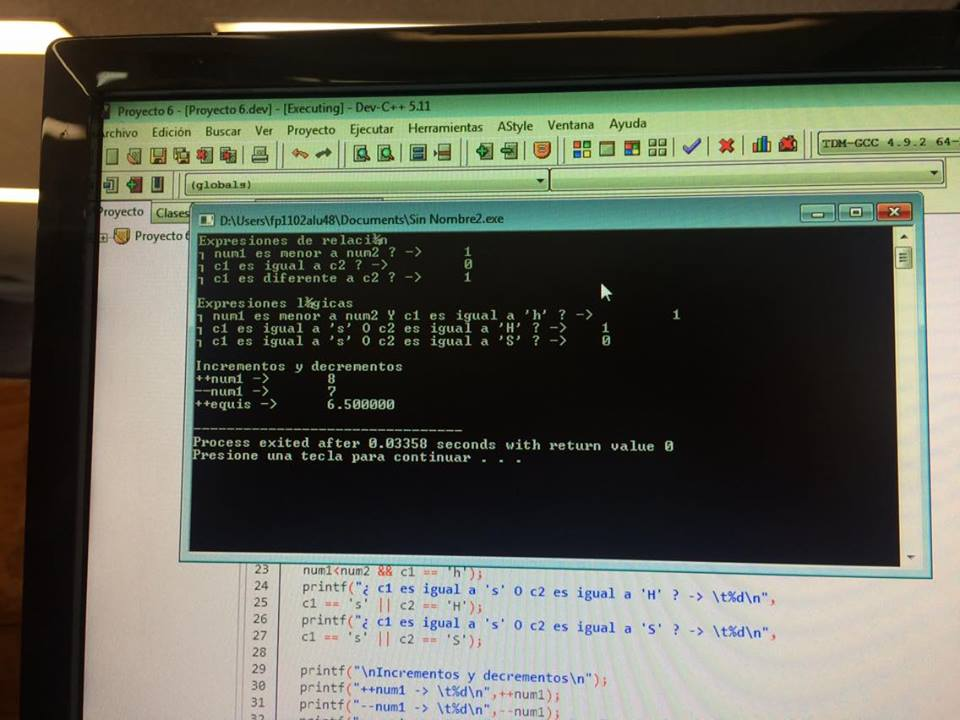 Proyecto 6 - [Proyecto 6.dev] - [Executing] - Dev-C++ 5.11
Archivo Edición Buscar Ver Proyecto Ejecutar Herramientas AStyle Ventana Ayuda
TDM-GCC 4.9.2 64-
(globals)
Proyecto Clases
Proyecto 6
D:\Users\fp1102alu48\Documents\Sin Nombre2.exe
Expresiones de relaci¾n
┐ num1 es menor a num2 ? -> 1
┐ c1 es igual a c2 ? -> 0
┐ c1 es diferente a c2 ? -> 1
Expresiones l¾gicas
┐ num1 es menor a num2 Y c1 es igual a 'h' ? -> 1
┐ c1 es igual a 's' O c2 es igual a 'H' ? -> 1
┐ c1 es igual a 's' O c2 es igual a 'S' ? -> 0
Incrementos y decrementos
++num1 -> 8
--num1 -> 7
++equis -> 6.500000
--------------------------------
Process exited after 0.03358 seconds with return value 0
Presione una tecla para continuar . . .
23 num1<num2 && c1 == 'h');
24 printf("¿ c1 es igual a 's' O c2 es igual a 'H' ? -> \t%d\n",
25 c1 == 's' || c2 == 'H');
26 printf("¿ c1 es igual a 's' O c2 es igual a 'S' ? -> \t%d\n",
27 c1 == 's' || c2 == 'S');
28
29 printf("\nIncrementos y decrementos\n");
30 printf("++num1 -> \t%d\n",++num1);
31 printf("--num1 -> \t%d\n",--num1);
32